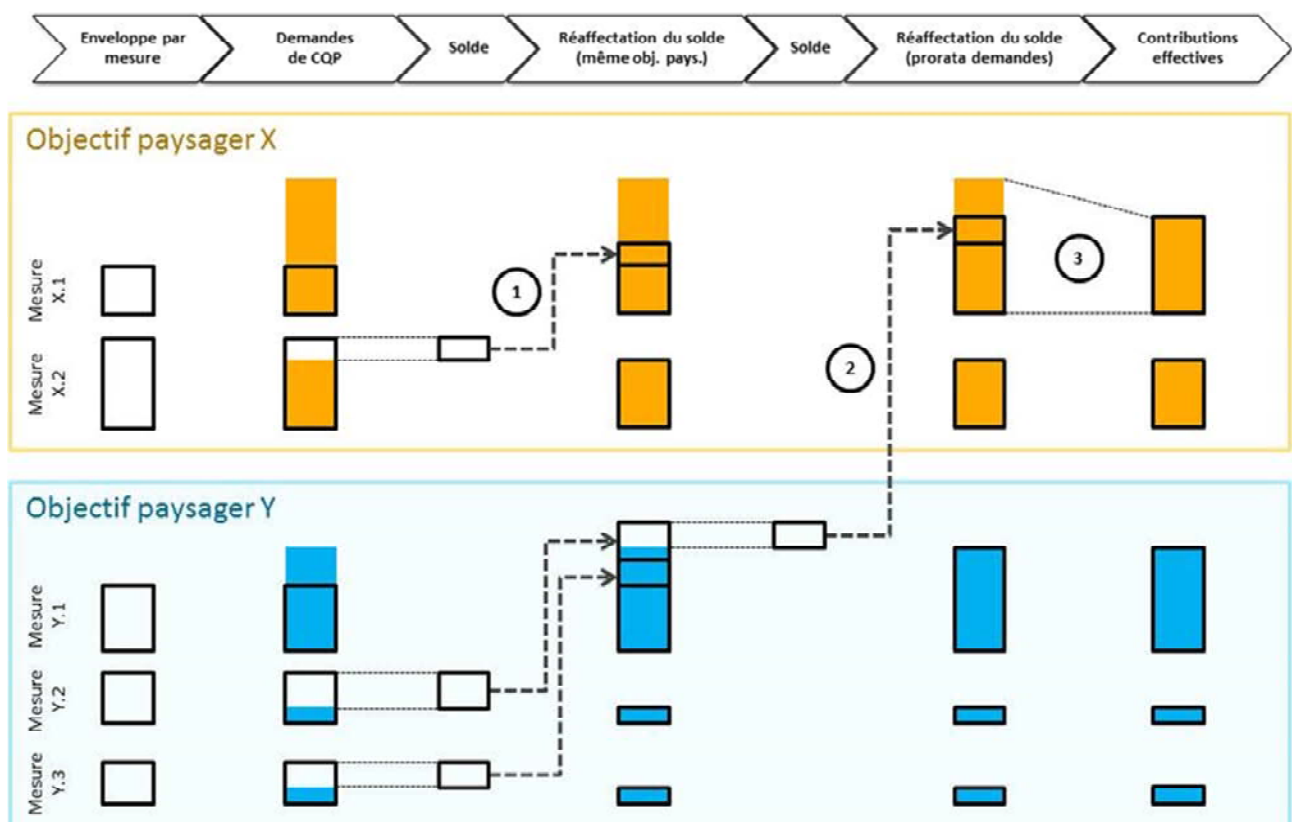 Enveloppe par
mesure
Demandes
de CQP
Solde
Réaffectation du solde
(même obj. pays.)
Solde
Réaffectation du solde
(prorata demandes)
Contributions
effectives
Objectif paysager X
Mesure
X.1
1
3
Mesure
X.2
2
Objectif paysager Y
Mesure
Y.1
Mesure
Y.2
Mesure
Y.3